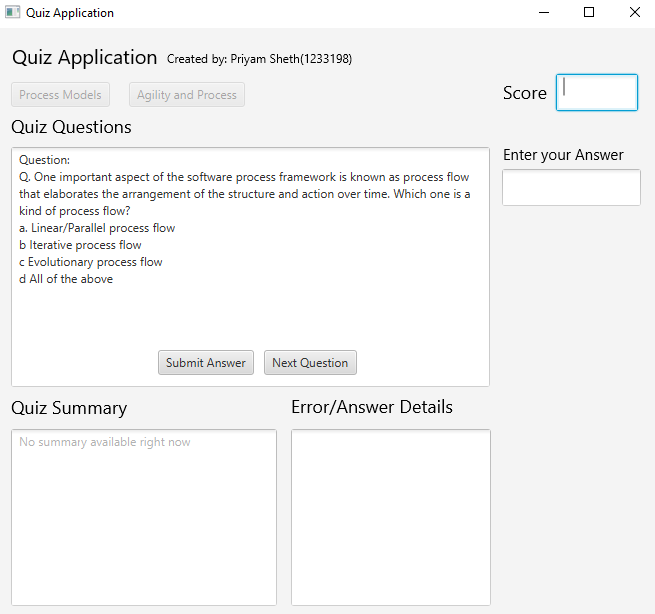 Quiz Application
Quiz Application Created by: Priyam Sheth(1233198)
Process Models Agility and Process
Score
Quiz Questions
Enter your Answer
Question:
Q. One important aspect of the software process framework is known as process flow
that elaborates the arrangement of the structure and action over time. Which one is a
kind of process flow?
a. Linear/Parallel process flow
b Iterative process flow
c Evolutionary process flow
d All of the above
Submit Answer Next Question
Quiz Summary
Error/Answer Details
No summary available right now